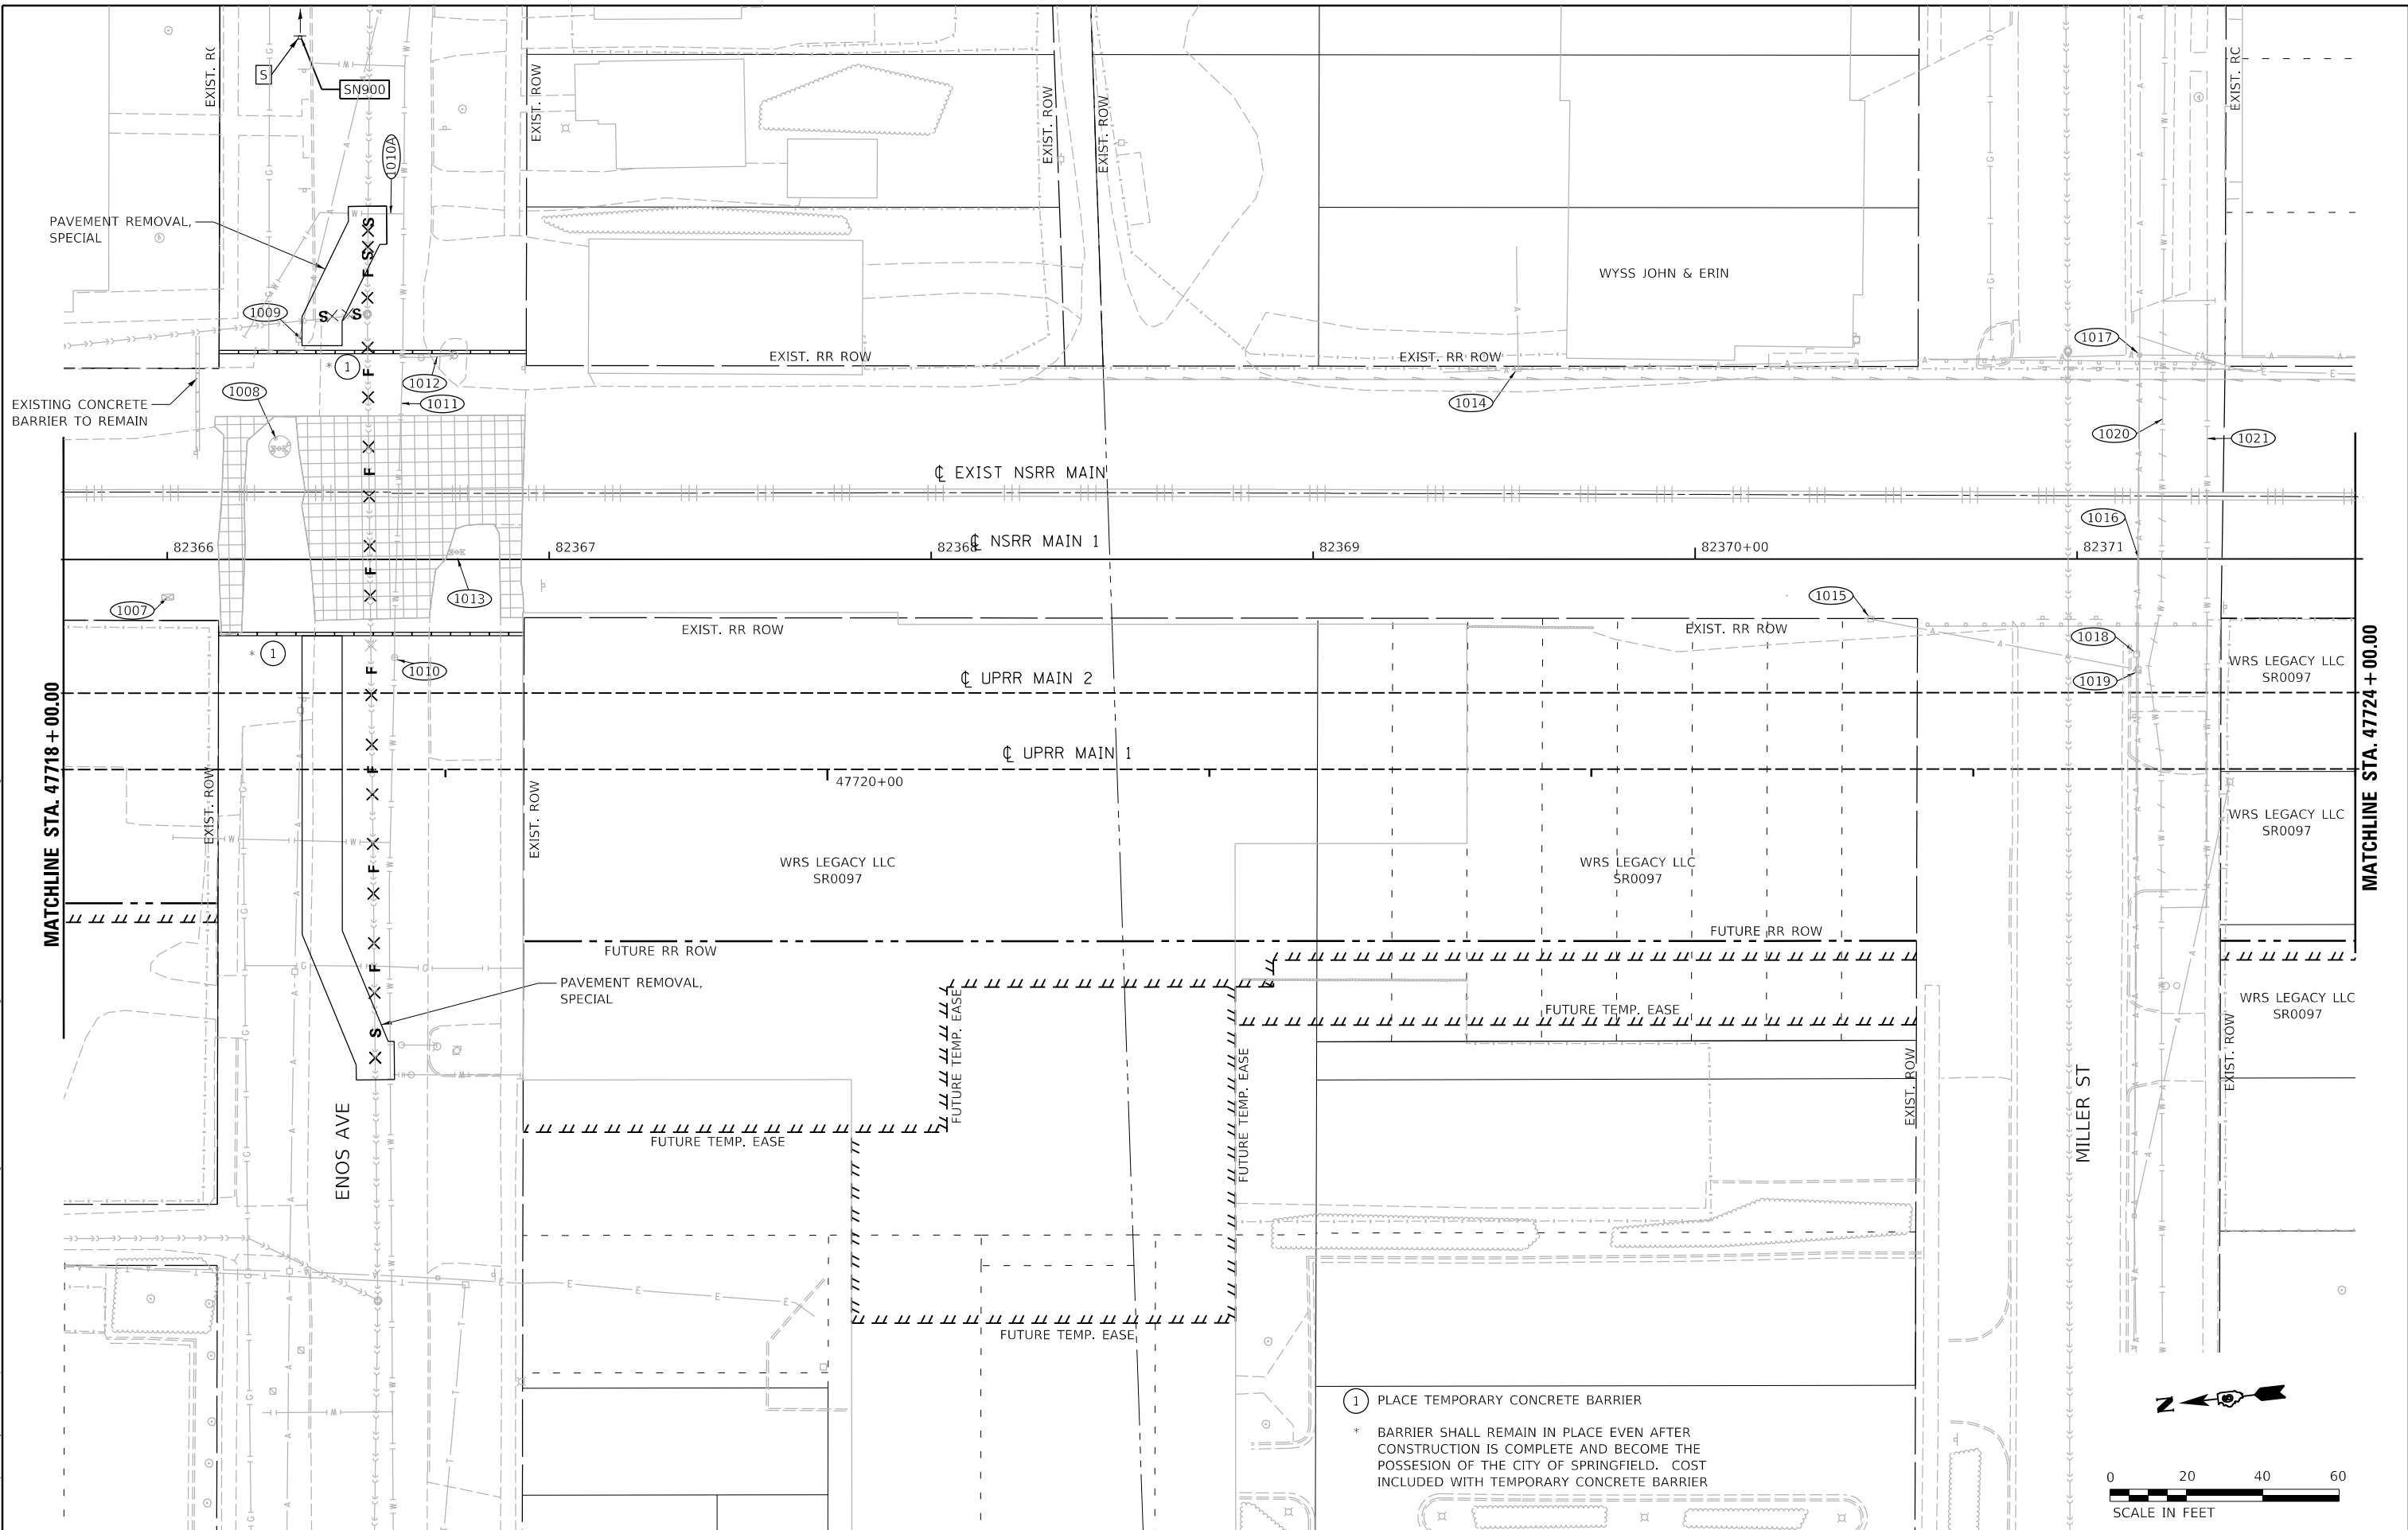 EXIST. RO
S
SN900
EXIST. ROW
EXIST. ROW
EXIST. ROW
EXIST. RO
1010A
PAVEMENT REMOVAL,
SPECIAL
WYSS JOHN & ERIN
1009
1017
EXIST. RR ROW
EXIST. RR ROW
* 1
1012
1008
1011
1014
EXISTING CONCRETE
BARRIER TO REMAIN
1020
1021
℄ EXIST NSRR MAIN
1016
℄ NSRR MAIN 1
82366
82367
82368
82369
82370+00
82371
1007
1013
1015
EXIST. RR ROW
EXIST. RR ROW
1018
* 1
1010
1019
WRS LEGACY LLC
SR0097
℄ UPRR MAIN 2
MATCHLINE STA. 47718+00.00
MATCHLINE STA. 47724+00.00
℄ UPRR MAIN 1
47720+00
EXIST. ROW
EXIST. ROW
WRS LEGACY LLC
SR0097
WRS LEGACY LLC
SR0097
WRS LEGACY LLC
SR0097
FUTURE RR ROW
FUTURE RR ROW
PAVEMENT REMOVAL,
SPECIAL
FUTURE TEMP. EASE
FUTURE TEMP. EASE
WRS LEGACY LLC
SR0097
EXIST. ROW
FUTURE TEMP. EASE
EXIST. ROW
MILLER ST
ENOS AVE
FUTURE TEMP. EASE
FUTURE TEMP. EASE
1 PLACE TEMPORARY CONCRETE BARRIER
* BARRIER SHALL REMAIN IN PLACE EVEN AFTER
CONSTRUCTION IS COMPLETE AND BECOME THE
POSSESION OF THE CITY OF SPRINGFIELD. COST
INCLUDED WITH TEMPORARY CONCRETE BARRIER
N
0 20 40 60
SCALE IN FEET